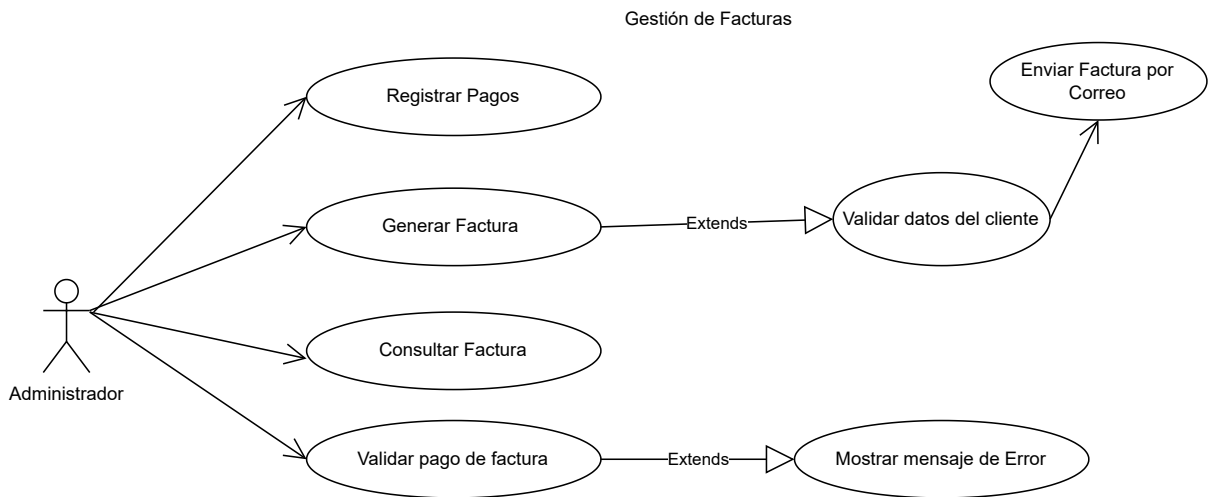 Gestión de Facturas
Enviar Factura por
Correo
Registrar Pagos
Generar Factura
Extends
Validar datos del cliente
Consultar Factura
Administrador
Validar pago de factura
Extends
Mostrar mensaje de Error